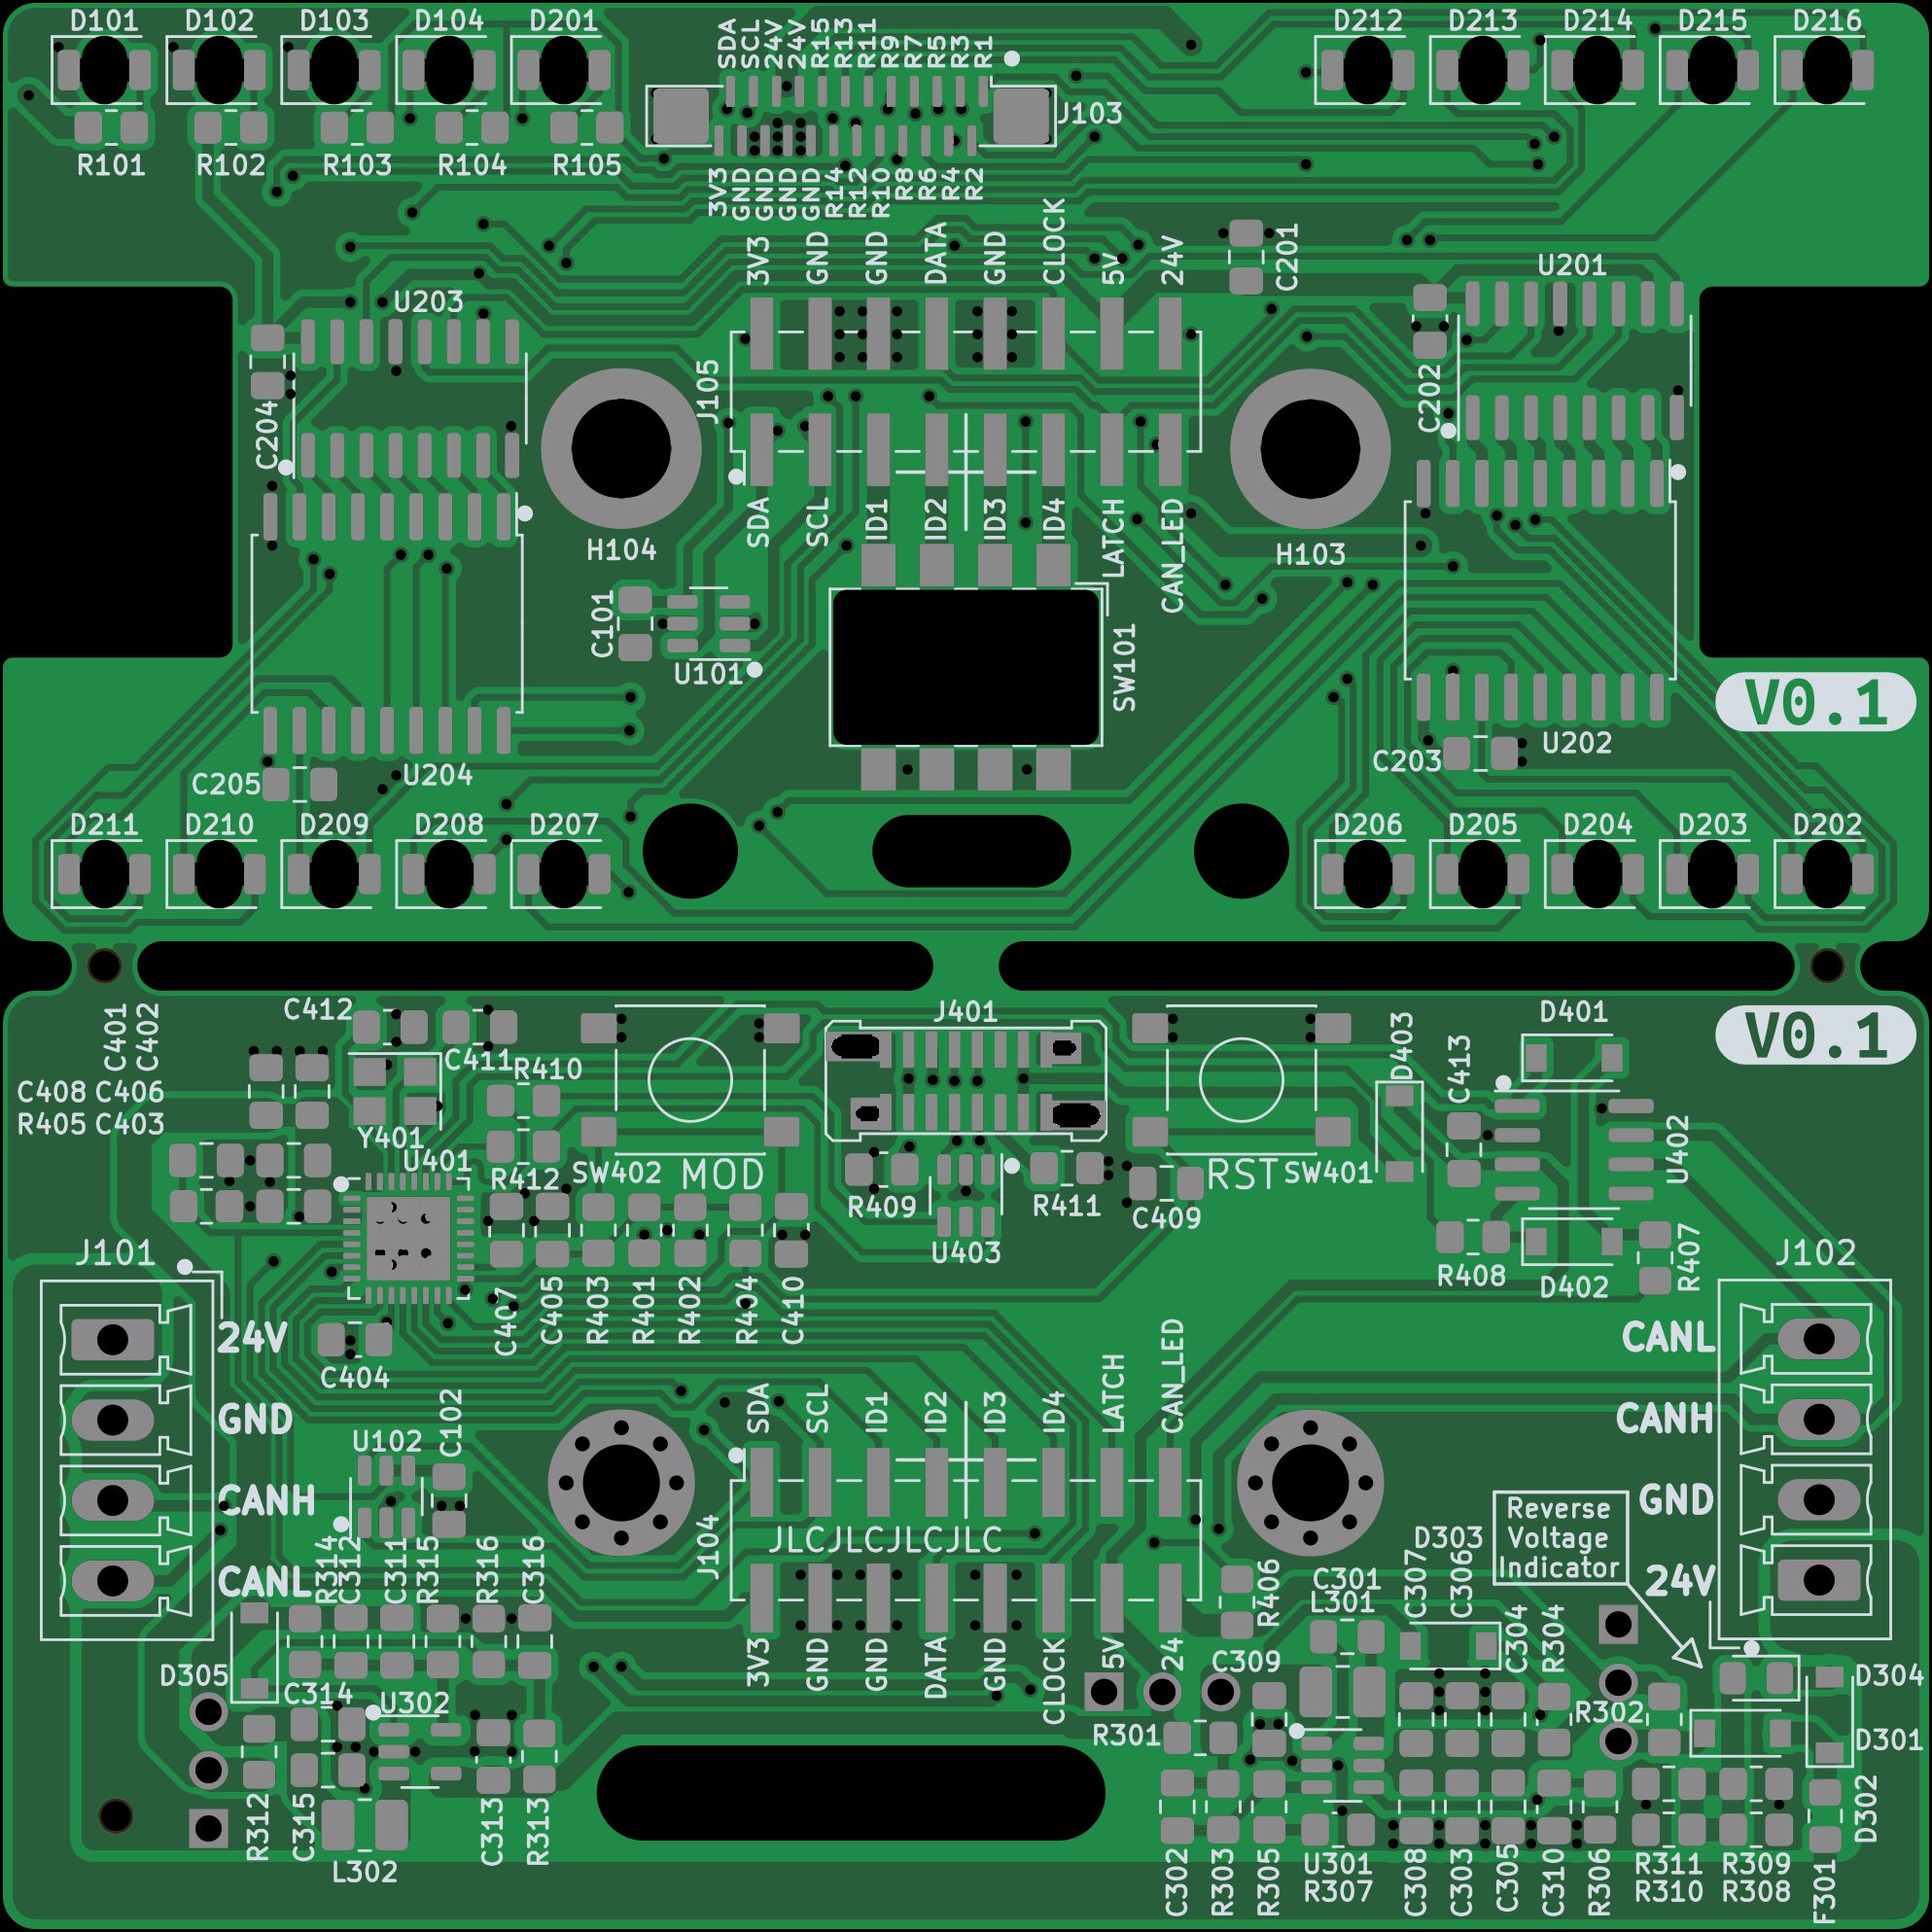 D101 D102 D103 D104 D201
SDA SCL 24V 24V R15 R13 R11 R9 R7 R5 R3 R1
D212 D213 D214 D215 D216
J103
R101 R102 R103 R104 R105
3V3 GND GND GND GND R14 R12 R10 R8 R6 R4 R2
3V3 GND GND DATA GND CLOCK 5V 24V
C201
U201
U203
J105
C204
C202
SDA SCL ID1 ID2 ID3 ID4 LATCH CAN_LED
H104
H103
C101
U101
SW101
V0.1
U202
C203
C205
U204
D211 D210 D209 D208 D207
D206 D205 D204 D203 D202
C401
C402
C412
J401
D401
V0.1
D403
C413
C411
R410
C408 C406
R405 C403
Y401
U401
R412
SW402
MOD
RST
SW401
U402
R409
R411
C409
U403
J101
J102
R408
R407
D402
C407 C405 R403 R401 R402 R404 C410
24V
CANL
C404
GND
CANH
C102
SDA SCL ID1 ID2 ID3 ID4 LATCH CAN_LED
U102
CANH
GND
Reverse
Voltage
Indicator
J104
JLCJLCJLCJLC
D303
CANL
24V
R314 C312 C311 R315 R316 C316
R406
C301
L301
C307 C306
C304 R304
D305
3V3 GND GND DATA GND CLOCK 5V 24
C309
D304
C314
U302
R301
R302
D301
R312 C315
C313 R313
D302
L302
C302 R303 R305
U301
R307
C308 C303 C305 C310 R306
R311 R309
R310 R308
F301